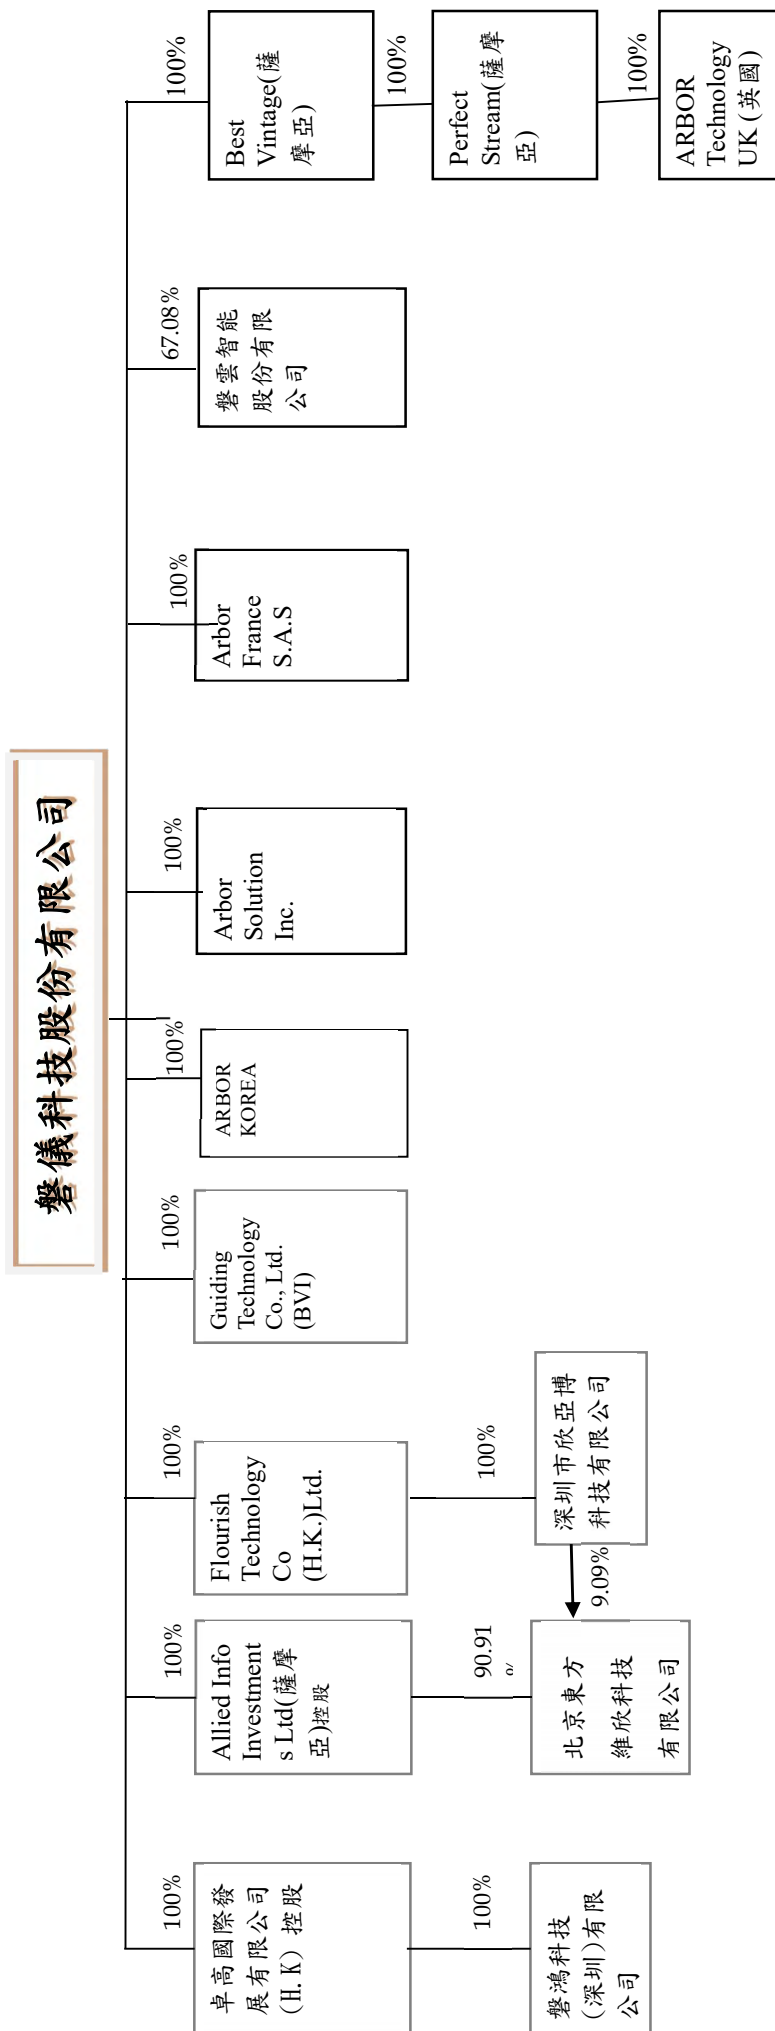 磐儀科技股份有限公司
100%
卓高國際發
展有限公司
(H.K) 控股
100%
磐鴻科技
(深圳)有限
公司
100%
Allied Info
Investment
s Ltd(薩摩
亞)控股
90.91
%
北京東方
維欣科技
有限公司
100%
Flourish
Technology
Co
(H.K.)Ltd.
100%
深圳市欣亞博
科技有限公司
9.09%
100%
Guiding
Technology
Co., Ltd.
(BVI)
100%
ARBOR
KOREA
100%
Arbor
Solution
Inc.
100%
Arbor
France
S.A.S
67.08%
磐雲智能
股份有限
公司
100%
Best
Vintage(薩
摩亞)
100%
Perfect
Stream(薩摩
亞)
100%
ARBOR
Technology
UK (英國)